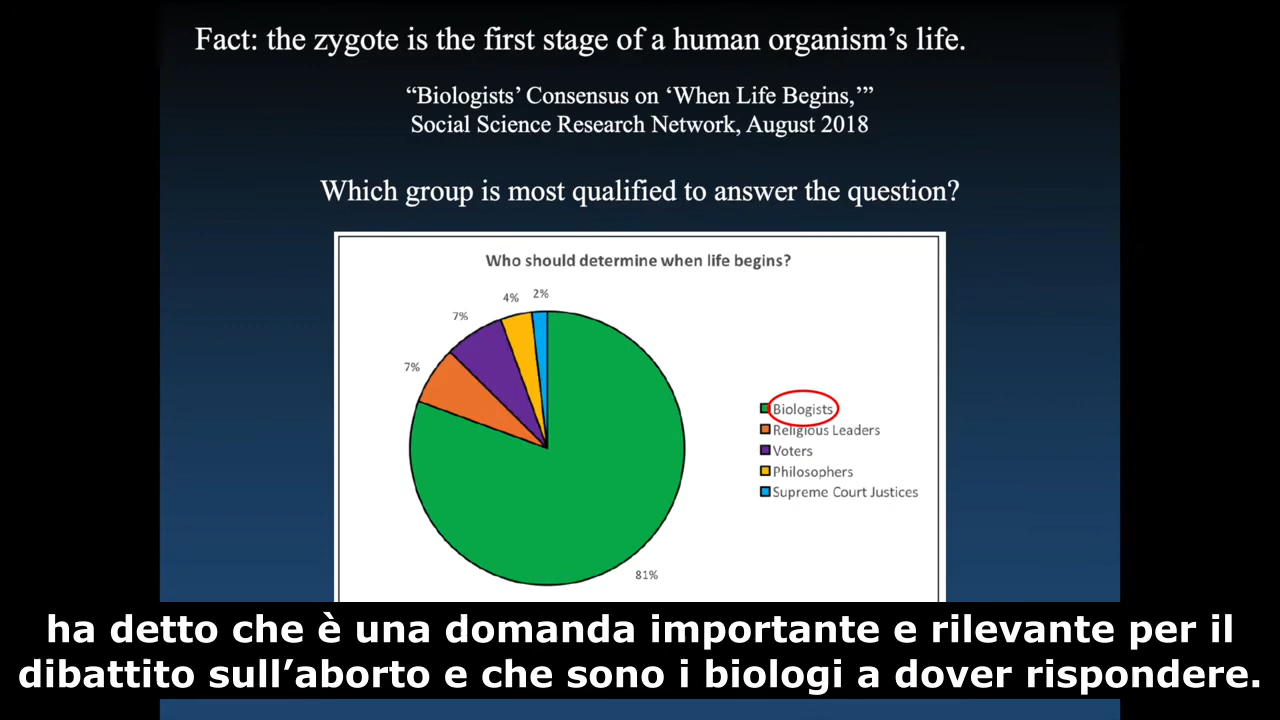 Fact: the zygote is the first stage of a human organism’s life.
“Biologists’ Consensus on ‘When Life Begins,’”
Social Science Research Network, August 2018
Which group is most qualified to answer the question?
Who should determine when life begins?
4%
2%
7%
7%
Biologists
Religious Leaders
Voters
Philosophers
Supreme Court Justices
81%
ha detto che è una domanda importante e rilevante per il
dibattito sull’aborto e che sono i biologi a dover rispondere.